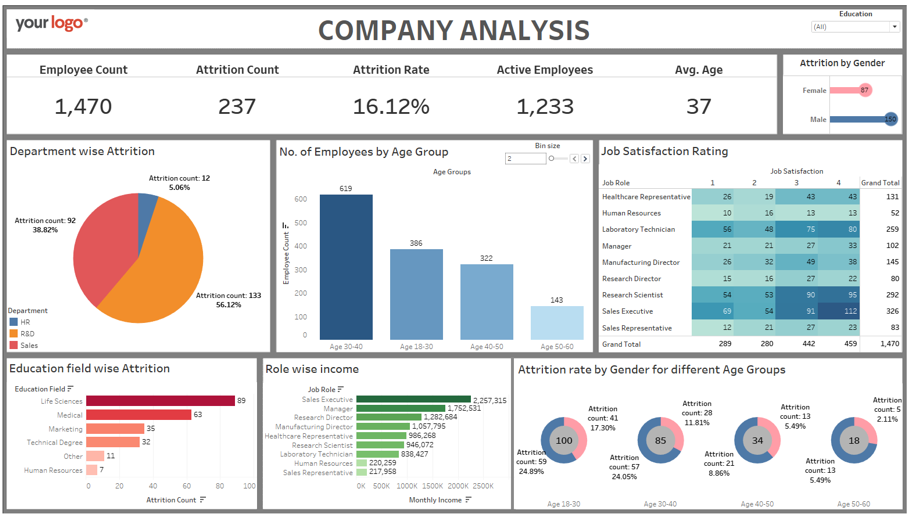 your logo®
COMPANY ANALYSIS
Education
(All)
Employee Count
1,470
Attrition Count
237
Attrition Rate
16.12%
Active Employees
1,233
Avg. Age
37
Attrition by Gender
Female 87
Male 150
Department wise Attrition
Attrition count: 12
5.06%
Attrition count: 92
38.82%
Attrition count: 133
56.12%
Department
HR
R&D
Sales
No. of Employees by Age Group
Bin size
2
Age Groups
Employee Count
600
500
400
300
200
100
0
619
386
322
143
Age 30-40 Age 18-30 Age 40-50 Age 50-60
Job Satisfaction Rating
Job Satisfaction
Job Role 1 2 3 4 Grand Total
Healthcare Representative 26 19 43 43 131
Human Resources 10 16 13 13 52
Laboratory Technician 56 48 75 80 259
Manager 21 21 27 33 102
Manufacturing Director 26 32 49 38 145
Research Director 15 16 27 22 80
Research Scientist 54 53 90 95 292
Sales Executive 69 54 91 112 326
Sales Representative 12 21 27 23 83
Grand Total 289 280 442 459 1,470
Education field wise Attrition
Education Field
Life Sciences 89
Medical 63
Marketing 35
Technical Degree 32
Other 11
Human Resources 7
0 20 40 60 80 100
Attrition Count
Role wise income
Job Role
Sales Executive 2,257,315
Manager 1,752,531
Research Director 1,282,684
Manufacturing Director 1,057,795
Healthcare Representative 986,268
Research Scientist 946,072
Laboratory Technician 838,427
Human Resources 220,259
Sales Representative 217,958
0K 500K 1000K 1500K 2000K 2500K
Monthly Income
Attrition rate by Gender for different Age Groups
Attrition
count: 41
17.30%
100
Attrition
count: 59
24.89%
Age 18-30
Attrition
count: 28
11.81%
85
Attrition
count: 57
24.05%
Age 30-40
Attrition
count: 13
5.49%
34
Attrition
count: 21
8.86%
Age 40-50
Attrition
count: 5
2.11%
18
Attrition
count: 13
5.49%
Age 50-60